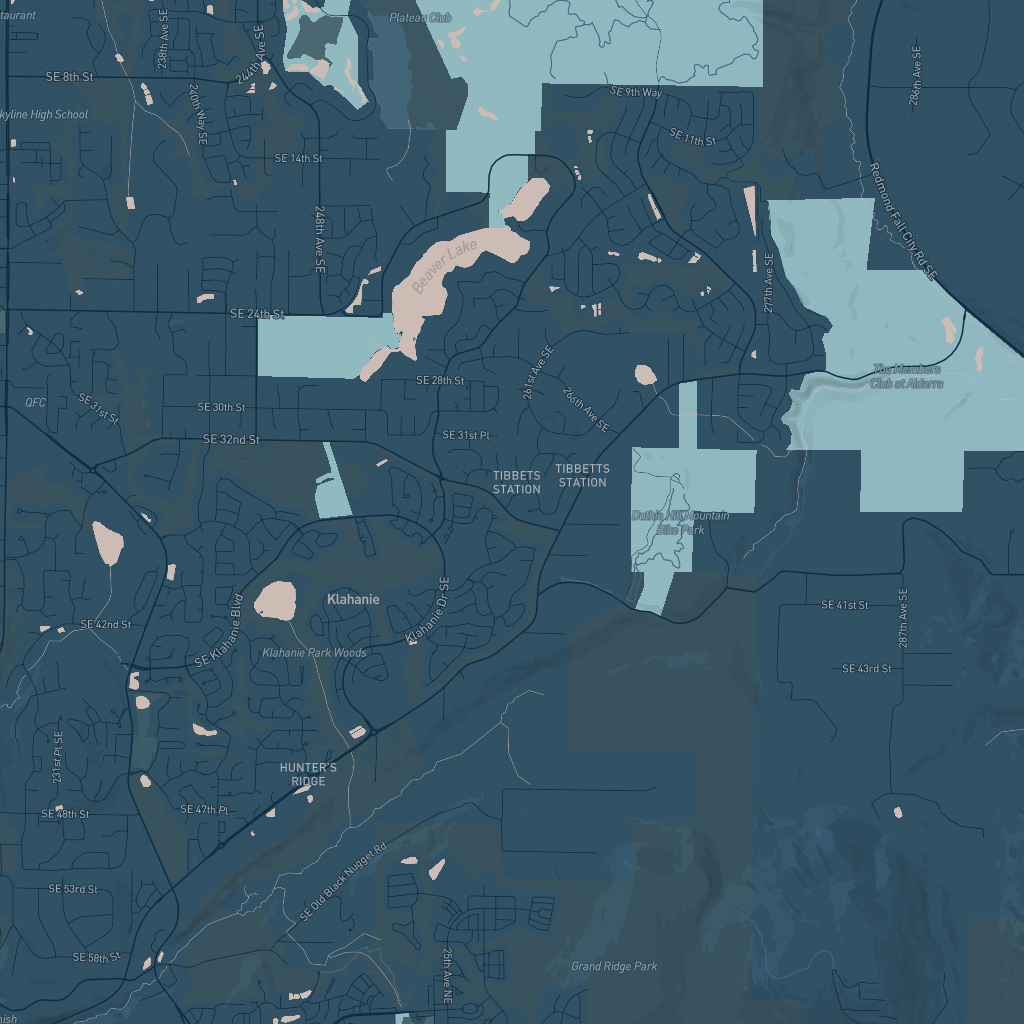 taurant
Plateau Club
238th Ave SE
244th Ave SE
286th Ave SE
SE 8th St
SE 9th Way
240th Way SE
kyline High School
SE 11th St
SE 14th St
Redmond Fall City Rd SE
248th Ave SE
Beaver Lake
277th Ave SE
SE 24th St
261st Ave SE
The Members
Club at Aldarra
SE 28th St
266th Ave SE
QFC
SE 31st St
SE 30th St
SE 32nd St
SE 31st Pl
TIBBETS
STATION
TIBBETTS
STATION
Duthie Hill Mountain
Bike Park
Klahanie
SE 41st St
287th Ave SE
SE 42nd St
SE Klahanie Blvd
Klahanie Dr SE
Klahanie Park Woods
SE 43rd St
231st Pl SE
HUNTER'S
RIDGE
SE 48th St
SE 47th Pl
SE Old Black Nugget Rd
SE 53rd St
SE 58th St
25th Ave NE
Grand Ridge Park
nish